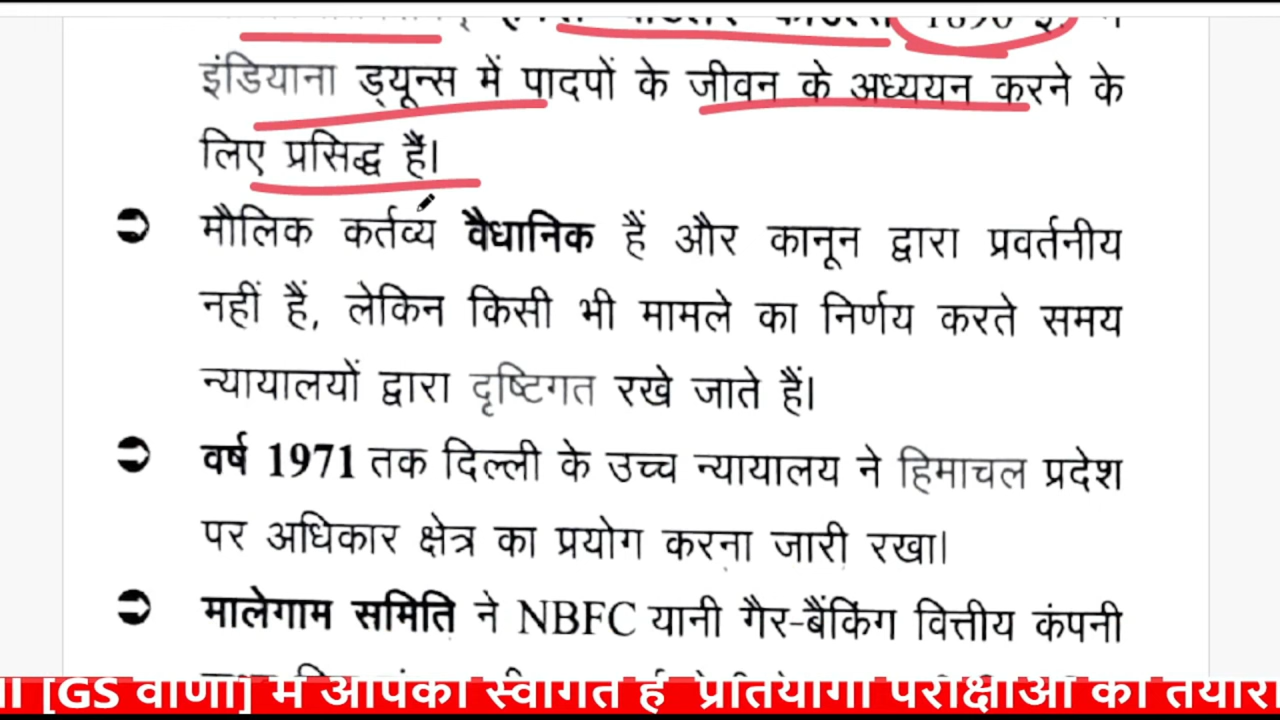 1890 ई. में
इंडियाना ड्यून्स में पादपों के जीवन के अध्ययन करने के
लिए प्रसिद्ध हैं।
➲ मौलिक कर्तव्य वैधानिक हैं और कानून द्वारा प्रवर्तनीय
नहीं हैं, लेकिन किसी भी मामले का निर्णय करते समय
न्यायालयों द्वारा दृष्टिगत रखे जाते हैं।
➲ वर्ष 1971 तक दिल्ली के उच्च न्यायालय ने हिमाचल प्रदेश
पर अधिकार क्षेत्र का प्रयोग करना जारी रखा।
➲ मालेगाम समिति ने NBFC यानी गैर-बैंकिंग वित्तीय कंपनी
[GS वाणी] में आपका स्वागत है प्रतियोगी परीक्षाओं की तैयारी